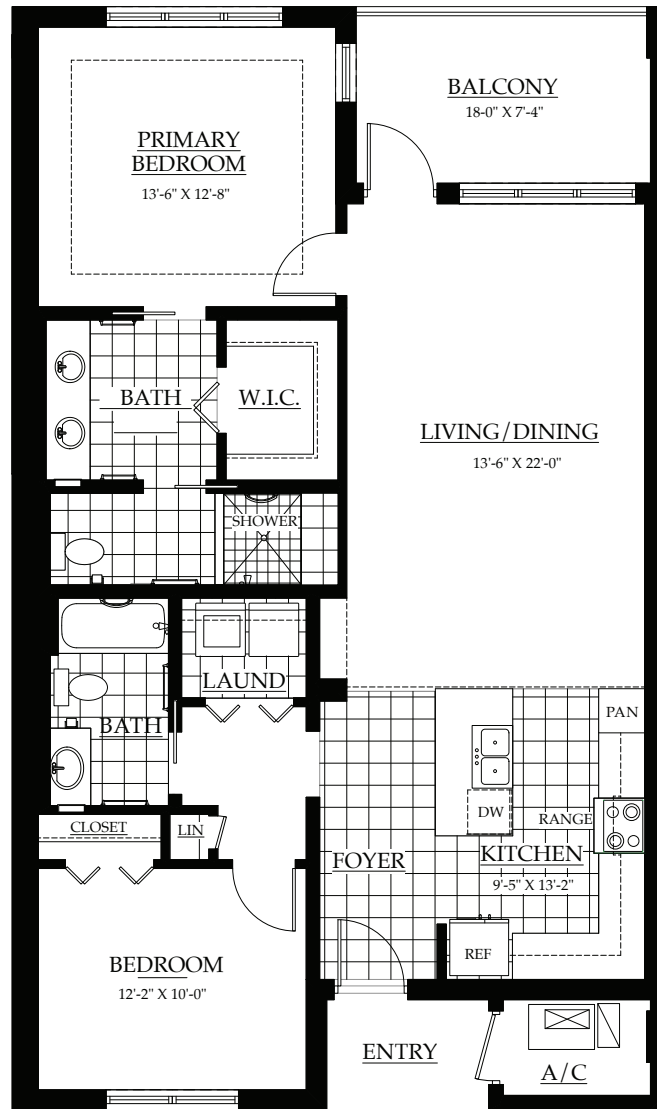 BALCONY
18-0" X 7'-4"
PRIMARY
BEDROOM
13'-6" X 12'-8"
BATH
W.I.C.
LIVING/DINING
13'-6" X 22'-0"
SHOWER
LAUND
BATH
PAN
CLOSET
LIN
DW
RANGE
KITCHEN
9'-5" X 13'-2"
FOYER
REF
BEDROOM
12'-2" X 10'-0"
ENTRY
A/C